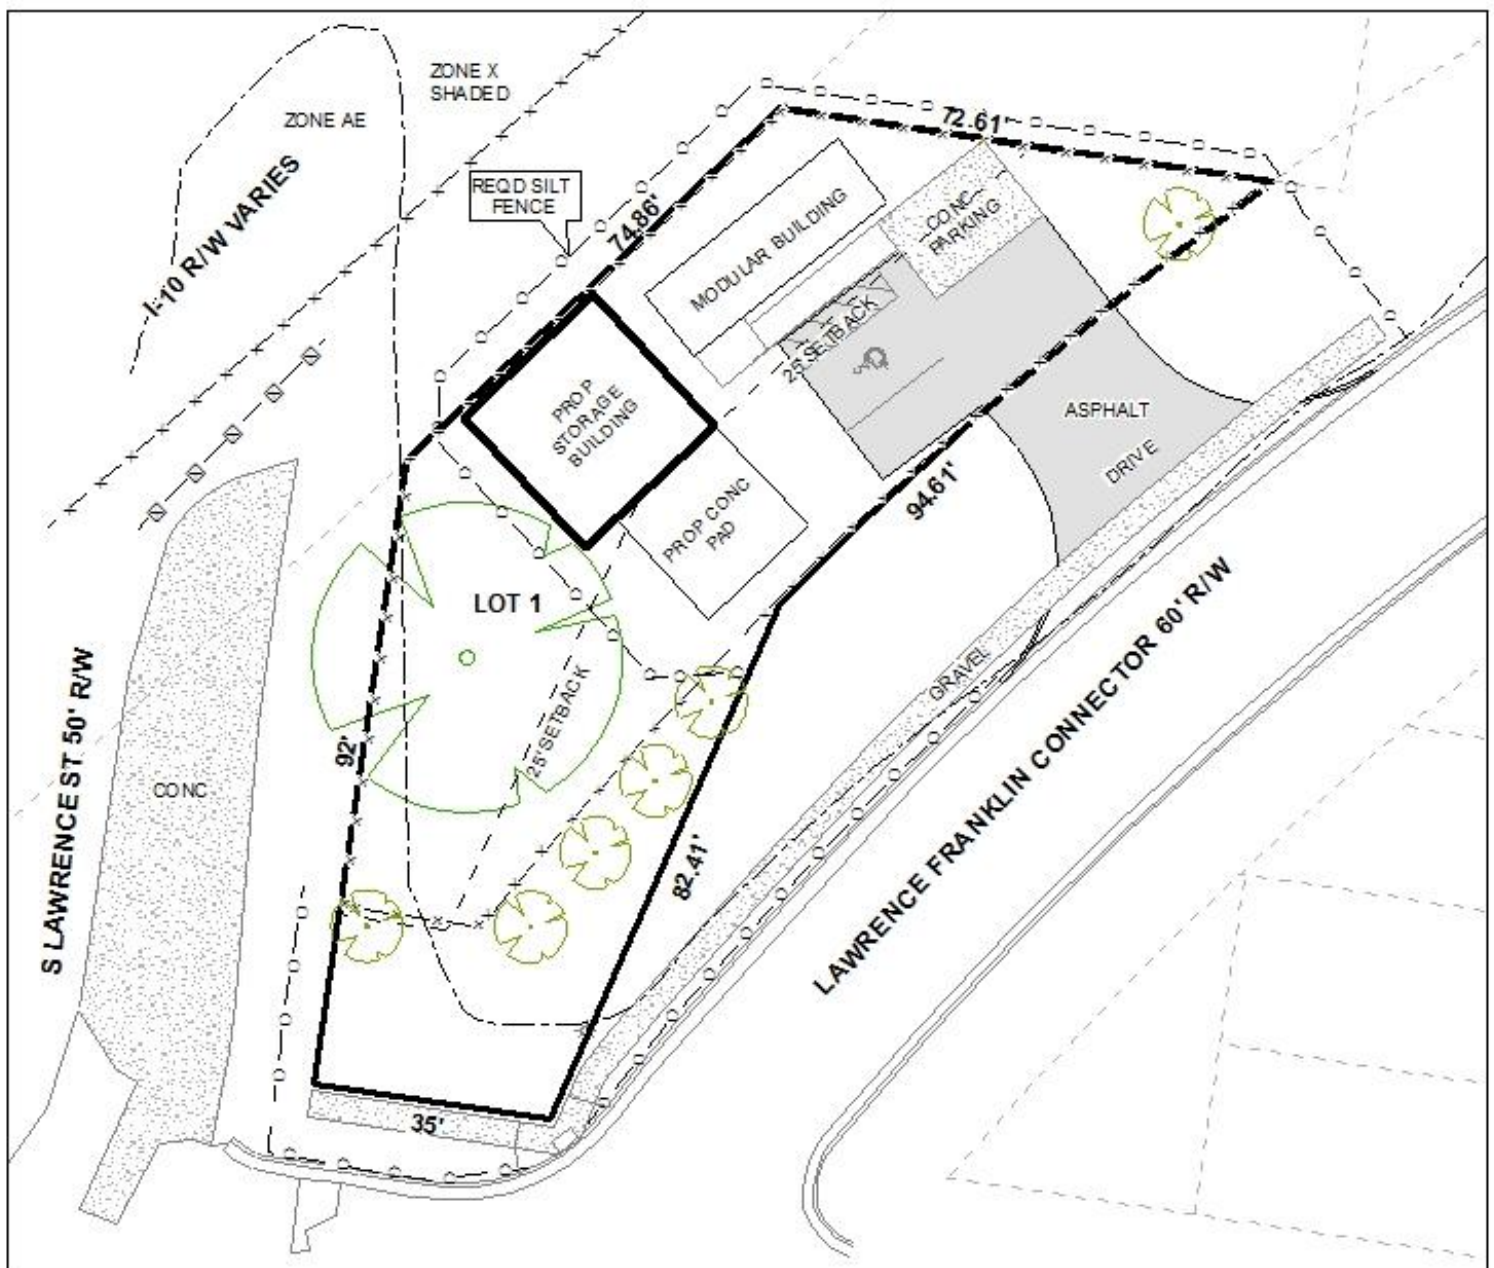 ZONE X
SHADED
ZONE AE
I-10 R/W VARIES
REQD SILT
FENCE
72.61'
74.86'
MODULAR BUILDING
CONC
PARKING
25' SETBACK
PROP
STORAGE
BUILDING
ASPHALT
DRIVE
PROP CONC
PAD
94.61'
LOT 1
25' SETBACK
92'
82.41'
GRAVEL
CONC
S LAWRENCE ST 50' R/W
LAWRENCE FRANKLIN CONNECTOR 60' R/W
35'